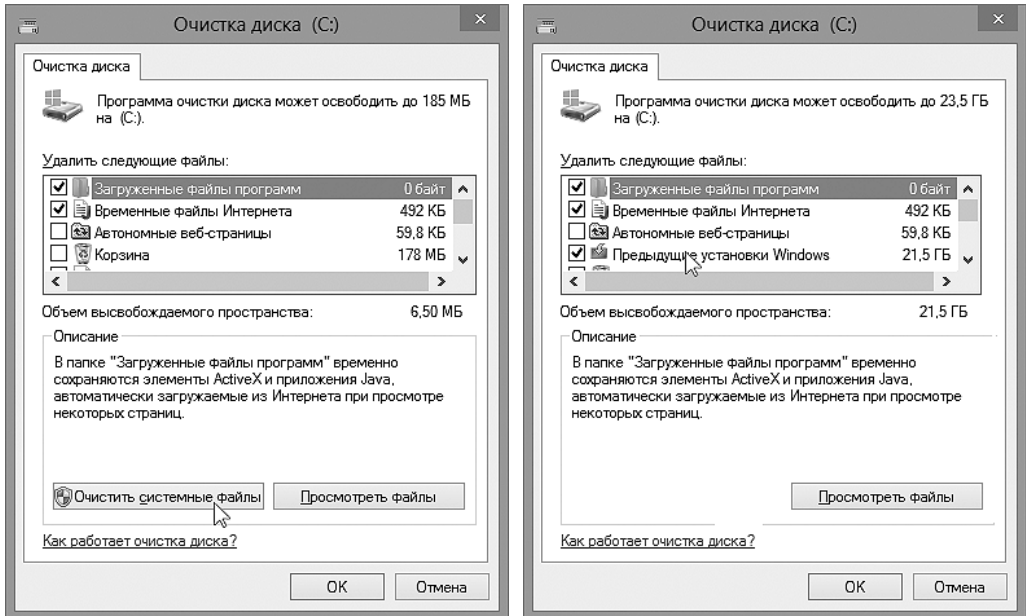 Очистка диска (C:)
Очистка диска
Программа очистки диска может освободить до 185 МБ
на (C:).
Удалить следующие файлы:
Загруженные файлы программ 0 байт
Временные файлы Интернета 492 КБ
Автономные веб-страницы 59,8 КБ
Корзина 178 МБ
Объем высвобождаемого пространства: 6,50 МБ
Описание
В папке "Загруженные файлы программ" временно
сохраняются элементы ActiveX и приложения Java,
автоматически загружаемые из Интернета при просмотре
некоторых страниц.
Очистить системные файлы Просмотреть файлы
Как работает очистка диска?
OK Отмена
Очистка диска (C:)
Очистка диска
Программа очистки диска может освободить до 23,5 ГБ
на (C:).
Удалить следующие файлы:
Загруженные файлы программ 0 байт
Временные файлы Интернета 492 КБ
Автономные веб-страницы 59,8 КБ
Предыдущие установки Windows 21,5 ГБ
Объем высвобождаемого пространства: 21,5 ГБ
Описание
В папке "Загруженные файлы программ" временно
сохраняются элементы ActiveX и приложения Java,
автоматически загружаемые из Интернета при просмотре
некоторых страниц.
Просмотреть файлы
Как работает очистка диска?
OK Отмена